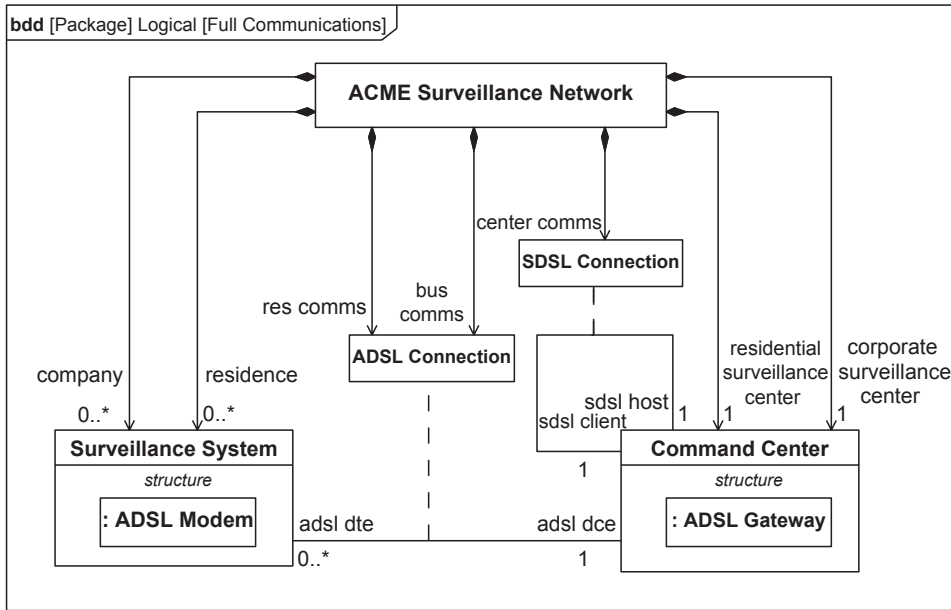 bdd [Package] Logical [Full Communications]
ACME Surveillance Network
center comms
SDSL Connection
res comms
bus
comms
ADSL Connection
residential
surveillance
center
corporate
surveillance
center
company
residence
0..*
0..*
sdsl host
sdsl client
1
1
1
1
Surveillance System
structure
: ADSL Modem
Command Center
structure
: ADSL Gateway
adsl dte
adsl dce
0..*
1